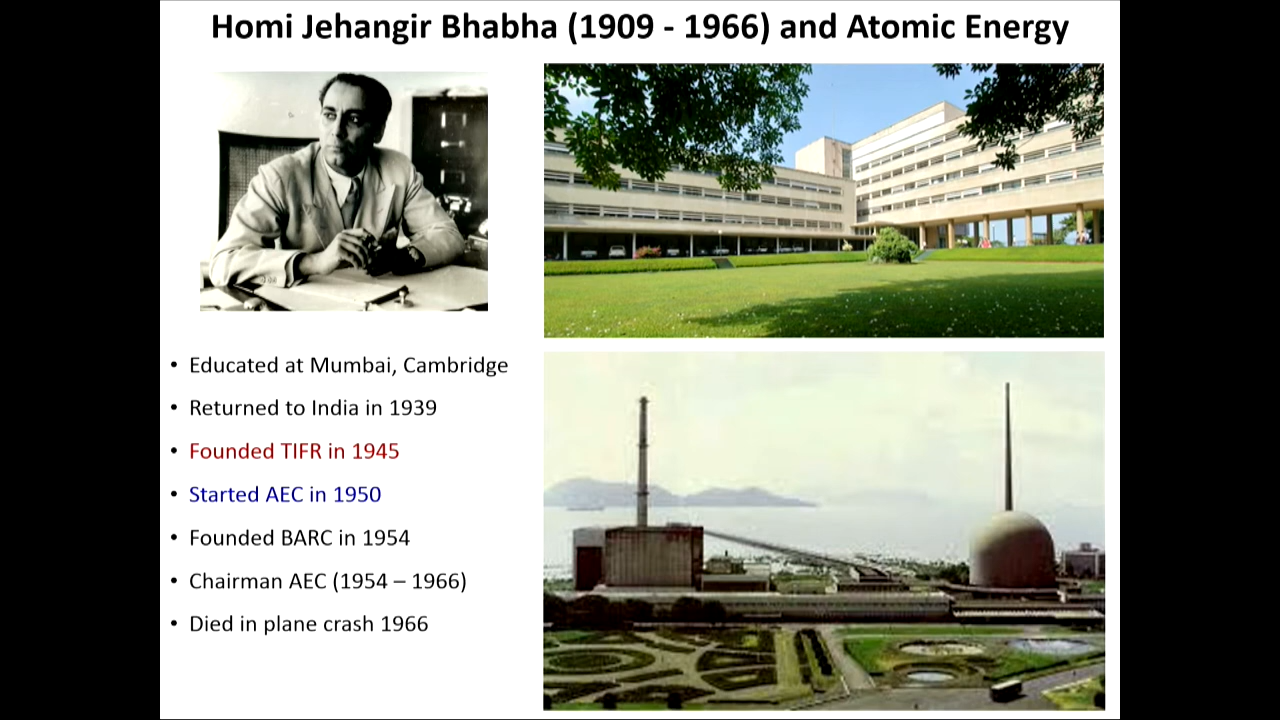 Homi Jehangir Bhabha (1909 - 1966) and Atomic Energy
• Educated at Mumbai, Cambridge
• Returned to India in 1939
• Founded TIFR in 1945
• Started AEC in 1950
• Founded BARC in 1954
• Chairman AEC (1954 – 1966)
• Died in plane crash 1966